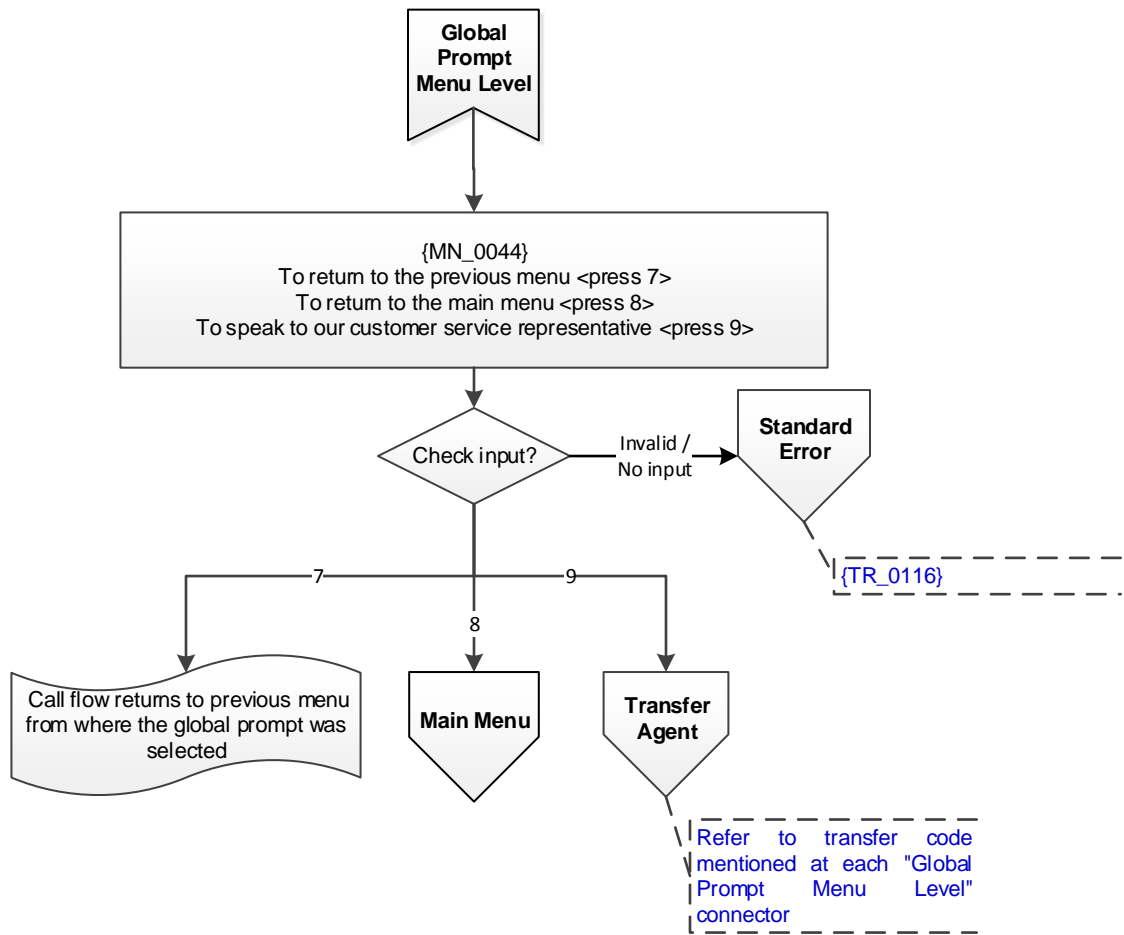 Global
Prompt
Menu Level
{MN_0044}
To return to the previous menu <press 7>
To return to the main menu <press 8>
To speak to our customer service representative <press 9>
Check input?
Invalid /
No input
Standard
Error
{TR_0116}
7
9
8
Call flow returns to previous menu
from where the global prompt was
selected
Main Menu
Transfer
Agent
Refer to transfer code
mentioned at each "Global
Prompt Menu Level"
connector